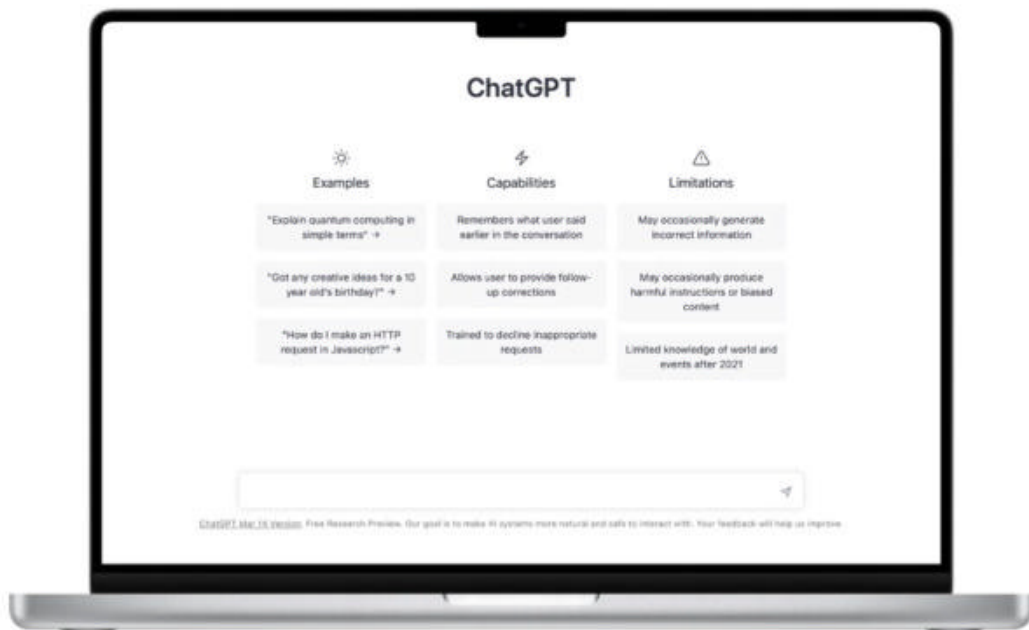 ChatGPT
Examples
Capabilities
Limitations
"Explain quantum computing in
simple terms" →
Remembers what user said
earlier in the conversation
May occasionally generate
incorrect information
"Got any creative ideas for a 10
year old's birthday?" →
Allows user to provide follow-
up corrections
May occasionally produce
harmful instructions or biased
content
"How do I make an HTTP
request in Javascript?" →
Trained to decline inappropriate
requests
Limited knowledge of world and
events after 2021
ChatGPT Mar 14 Version. Free Research Preview. Our goal is to make AI systems more natural and safe to interact with. Your feedback will help us improve.